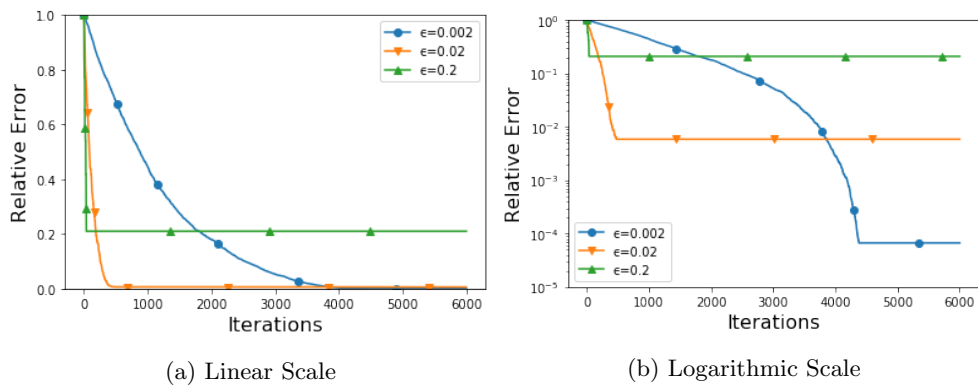 1.0
0.8
0.6
0.4
0.2
0.0
Relative Error
0
1000
2000
3000
4000
5000
6000
Iterations
ϵ=0.002
ϵ=0.02
ϵ=0.2
(a) Linear Scale
10⁰
10⁻¹
10⁻²
10⁻³
10⁻⁴
10⁻⁵
Relative Error
ϵ=0.002
ϵ=0.02
ϵ=0.2
0
1000
2000
3000
4000
5000
6000
Iterations
(b) Logarithmic Scale